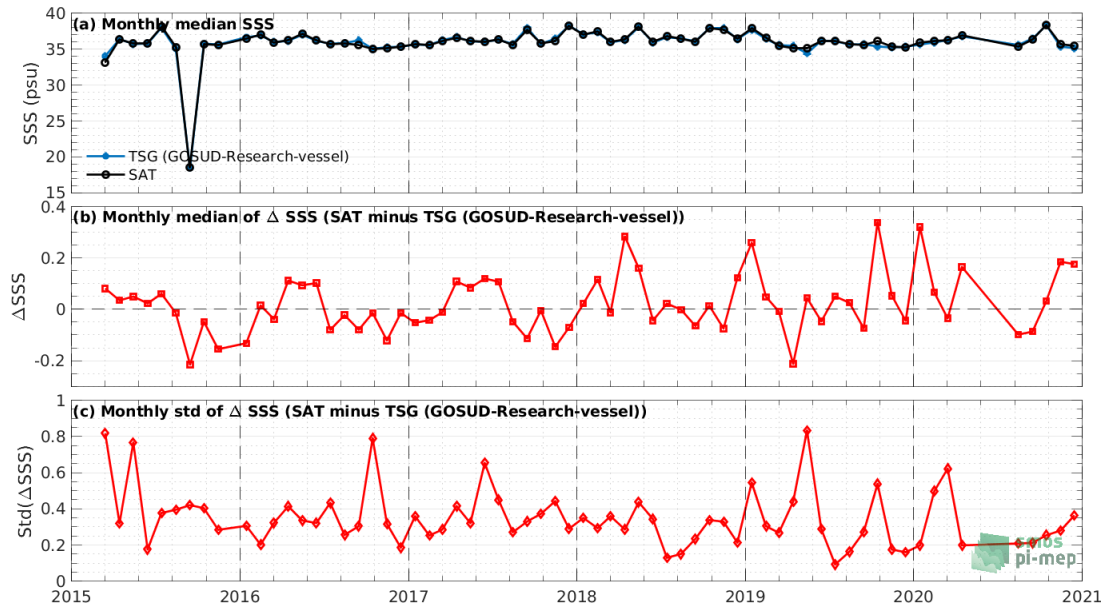 (a) Monthly median SSS
40
35
30
25
20
15
SSS (psu)
TSG (GOSUD-Research-vessel)
SAT
(b) Monthly median of Δ SSS (SAT minus TSG (GOSUD-Research-vessel))
0.4
0.2
0
-0.2
ΔSSS
(c) Monthly std of Δ SSS (SAT minus TSG (GOSUD-Research-vessel))
1
0.8
0.6
0.4
0.2
0
Std(ΔSSS)
smos
pi-mep
2015 2016 2017 2018 2019 2020 2021